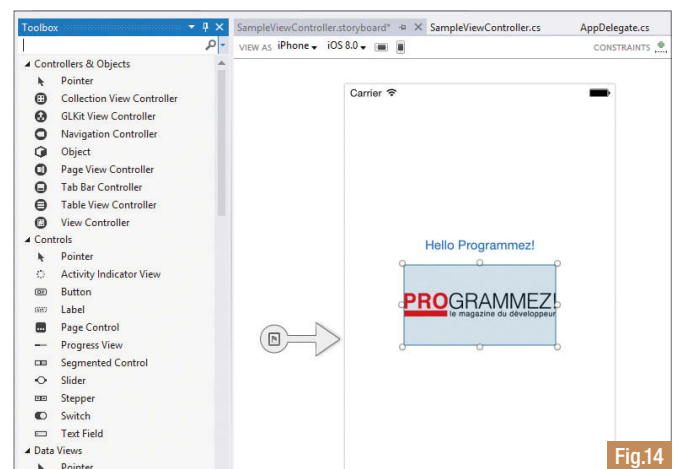 Toolbox
Controllers & Objects
Pointer
Collection View Controller
GLKit View Controller
Navigation Controller
Object
Page View Controller
Tab Bar Controller
Table View Controller
View Controller
Controls
Pointer
Activity Indicator View
Button
Label
Page Control
Progress View
Segmented Control
Slider
Stepper
Switch
Text Field
Data Views
Pointer
SampleViewController.storyboard* SampleViewController.cs AppDelegate.cs
VIEW AS iPhone iOS 8.0 CONSTRAINTS
Carrier
Hello Programmez!
PROGRAMMEZ!
le magazine du développeur
Fig.14